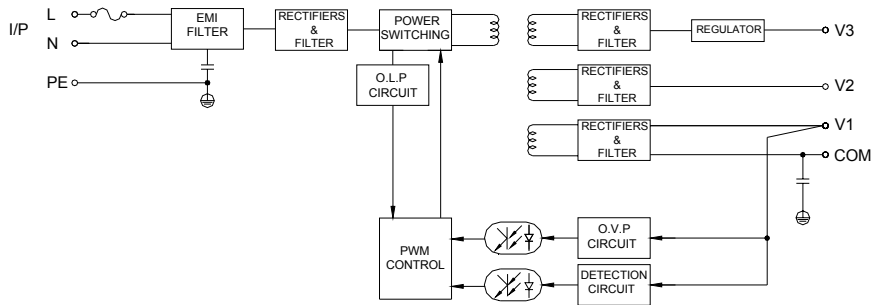 I/P
L
N
PE
EMI
FILTER
RECTIFIERS
&
FILTER
POWER
SWITCHING
O.L.P
CIRCUIT
RECTIFIERS
&
FILTER
REGULATOR
V3
RECTIFIERS
&
FILTER
V2
RECTIFIERS
&
FILTER
V1
COM
PWM
CONTROL
O.V.P
CIRCUIT
DETECTION
CIRCUIT